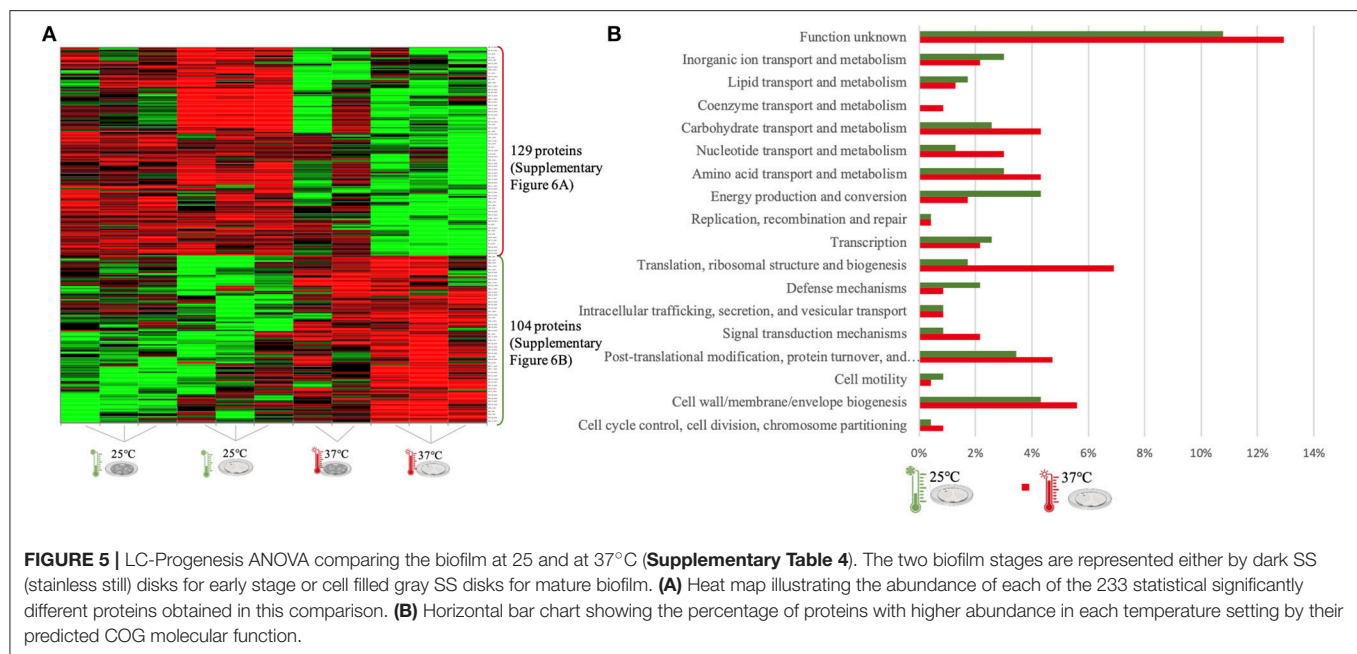 A
129 proteins
(Supplementary
Figure 6A)
104 proteins
(Supplementary
Figure 6B)
25°C
25°C
37°C
37°C
B
Function unknown
Inorganic ion transport and metabolism
Lipid transport and metabolism
Coenzyme transport and metabolism
Carbohydrate transport and metabolism
Nucleotide transport and metabolism
Amino acid transport and metabolism
Energy production and conversion
Replication, recombination and repair
Transcription
Translation, ribosomal structure and biogenesis
Defense mechanisms
Intracellular trafficking, secretion, and vesicular transport
Signal transduction mechanisms
Post-translational modification, protein turnover, and…
Cell motility
Cell wall/membrane/envelope biogenesis
Cell cycle control, cell division, chromosome partitioning
0% 2% 4% 6% 8% 10% 12% 14%
25°C
37°C
FIGURE 5 | LC-Progenesis ANOVA comparing the biofilm at 25 and at 37°C (Supplementary Table 4). The two biofilm stages are represented either by dark SS
(stainless still) disks for early stage or cell filled gray SS disks for mature biofilm. (A) Heat map illustrating the abundance of each of the 233 statistical significantly
different proteins obtained in this comparison. (B) Horizontal bar chart showing the percentage of proteins with higher abundance in each temperature setting by their
predicted COG molecular function.